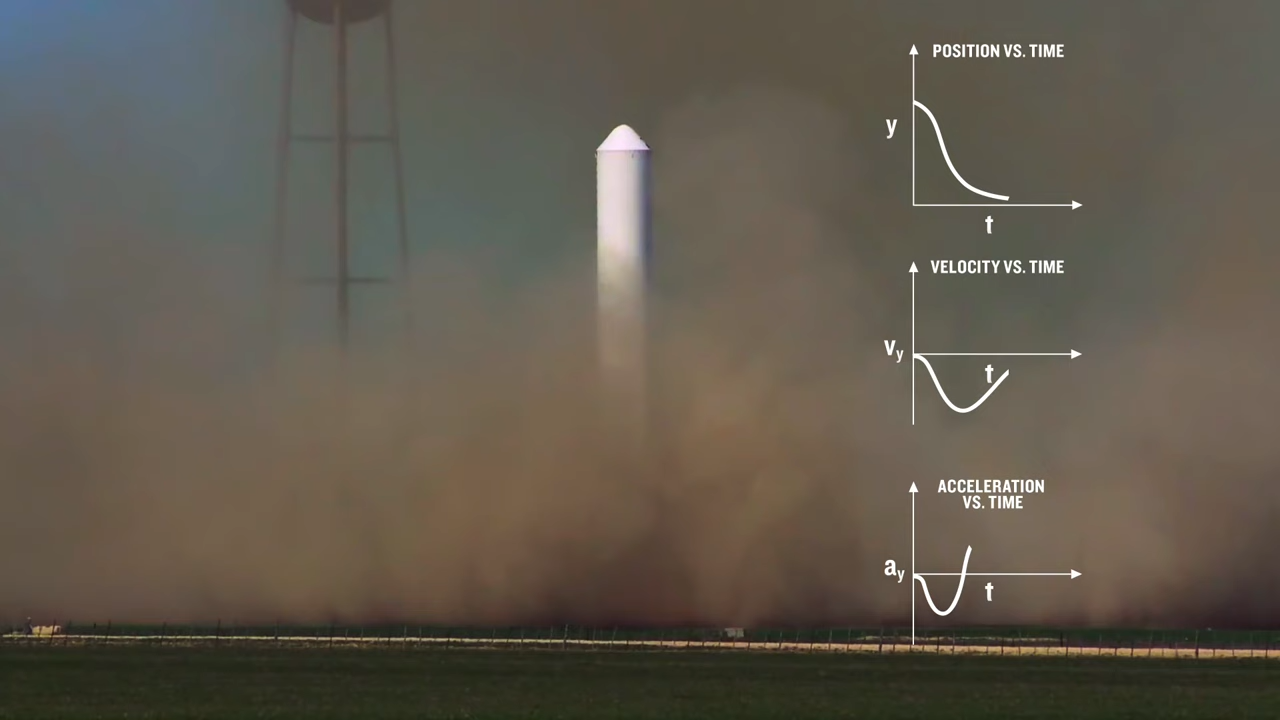 POSITION VS. TIME
y
t
VELOCITY VS. TIME
vy
t
ACCELERATION
VS. TIME
ay
t